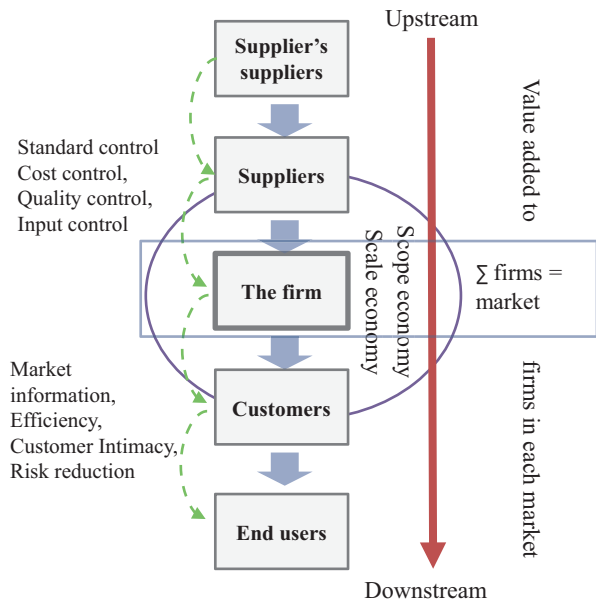 Upstream
Supplier's
suppliers
Standard control
Cost control,
Quality control,
Input control
Suppliers
Value added to
The firm
Scope economy
Scale economy
∑ firms =
market
Market
information,
Efficiency,
Customer Intimacy,
Risk reduction
Customers
firms in each market
End users
Downstream